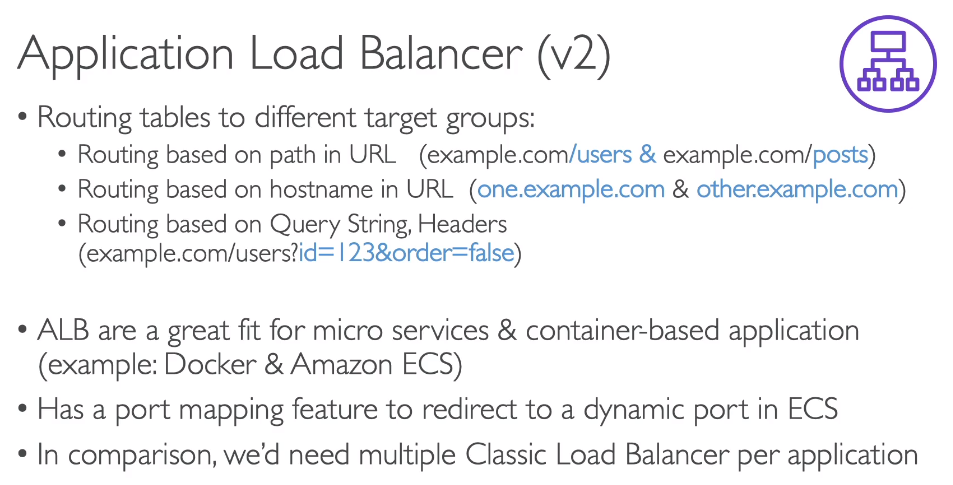 Application Load Balancer (v2)
• Routing tables to different target groups:
• Routing based on path in URL (example.com/users & example.com/posts)
• Routing based on hostname in URL (one.example.com & other.example.com)
• Routing based on Query String, Headers
(example.com/users?id=123&order=false)
• ALB are a great fit for micro services & container-based application
(example: Docker & Amazon ECS)
• Has a port mapping feature to redirect to a dynamic port in ECS
• In comparison, we’d need multiple Classic Load Balancer per application